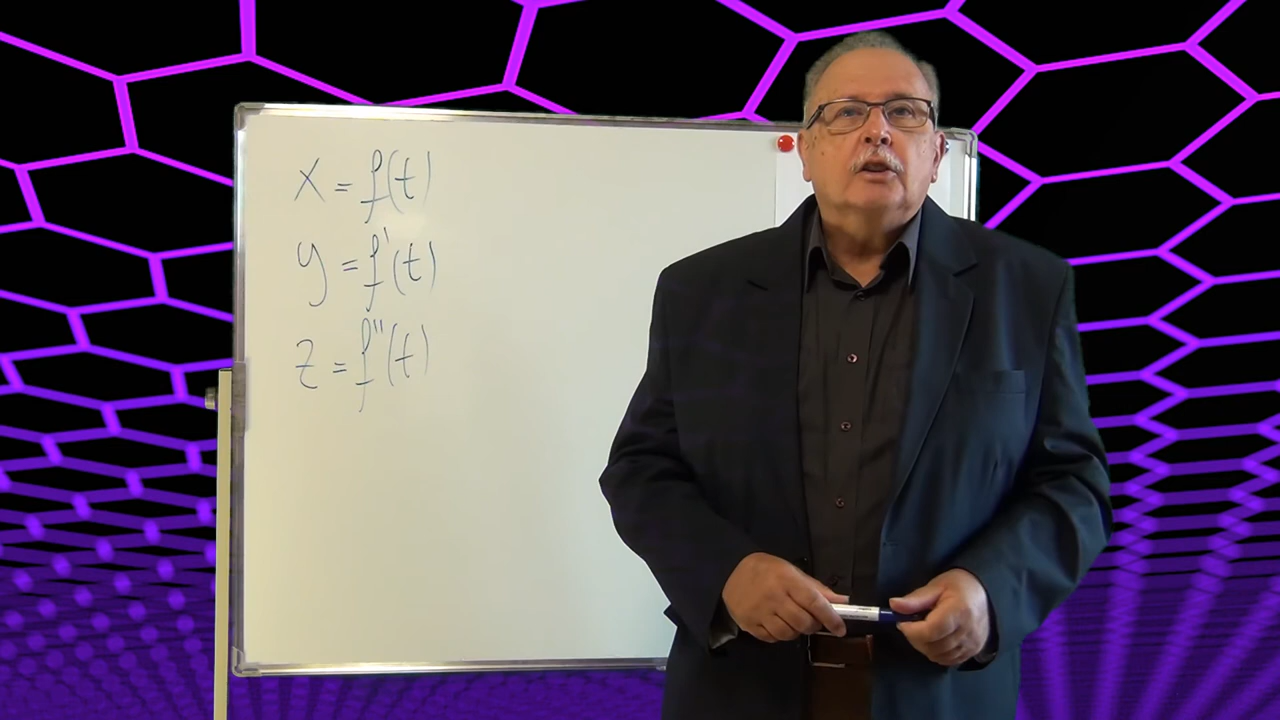 x = f(t)
y = f'(t)
z = f''(t)